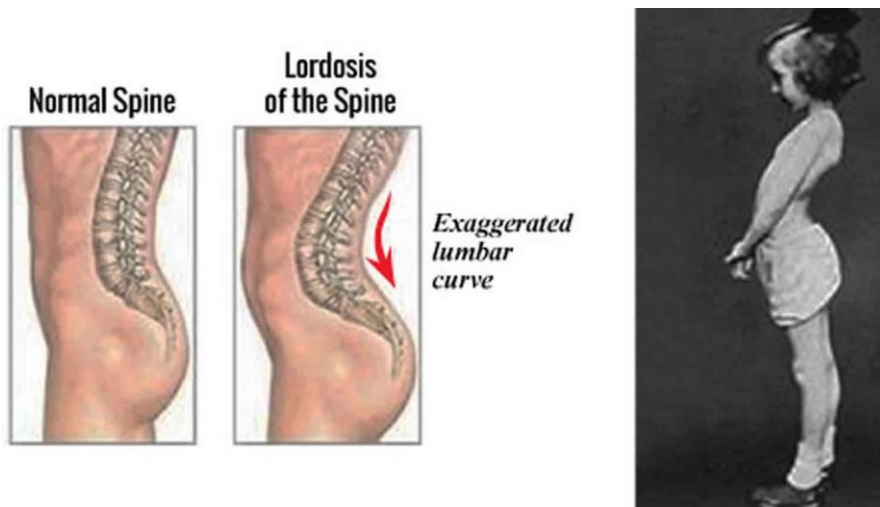 Normal Spine
Lordosis
of the Spine
Exaggerated
lumbar
curve